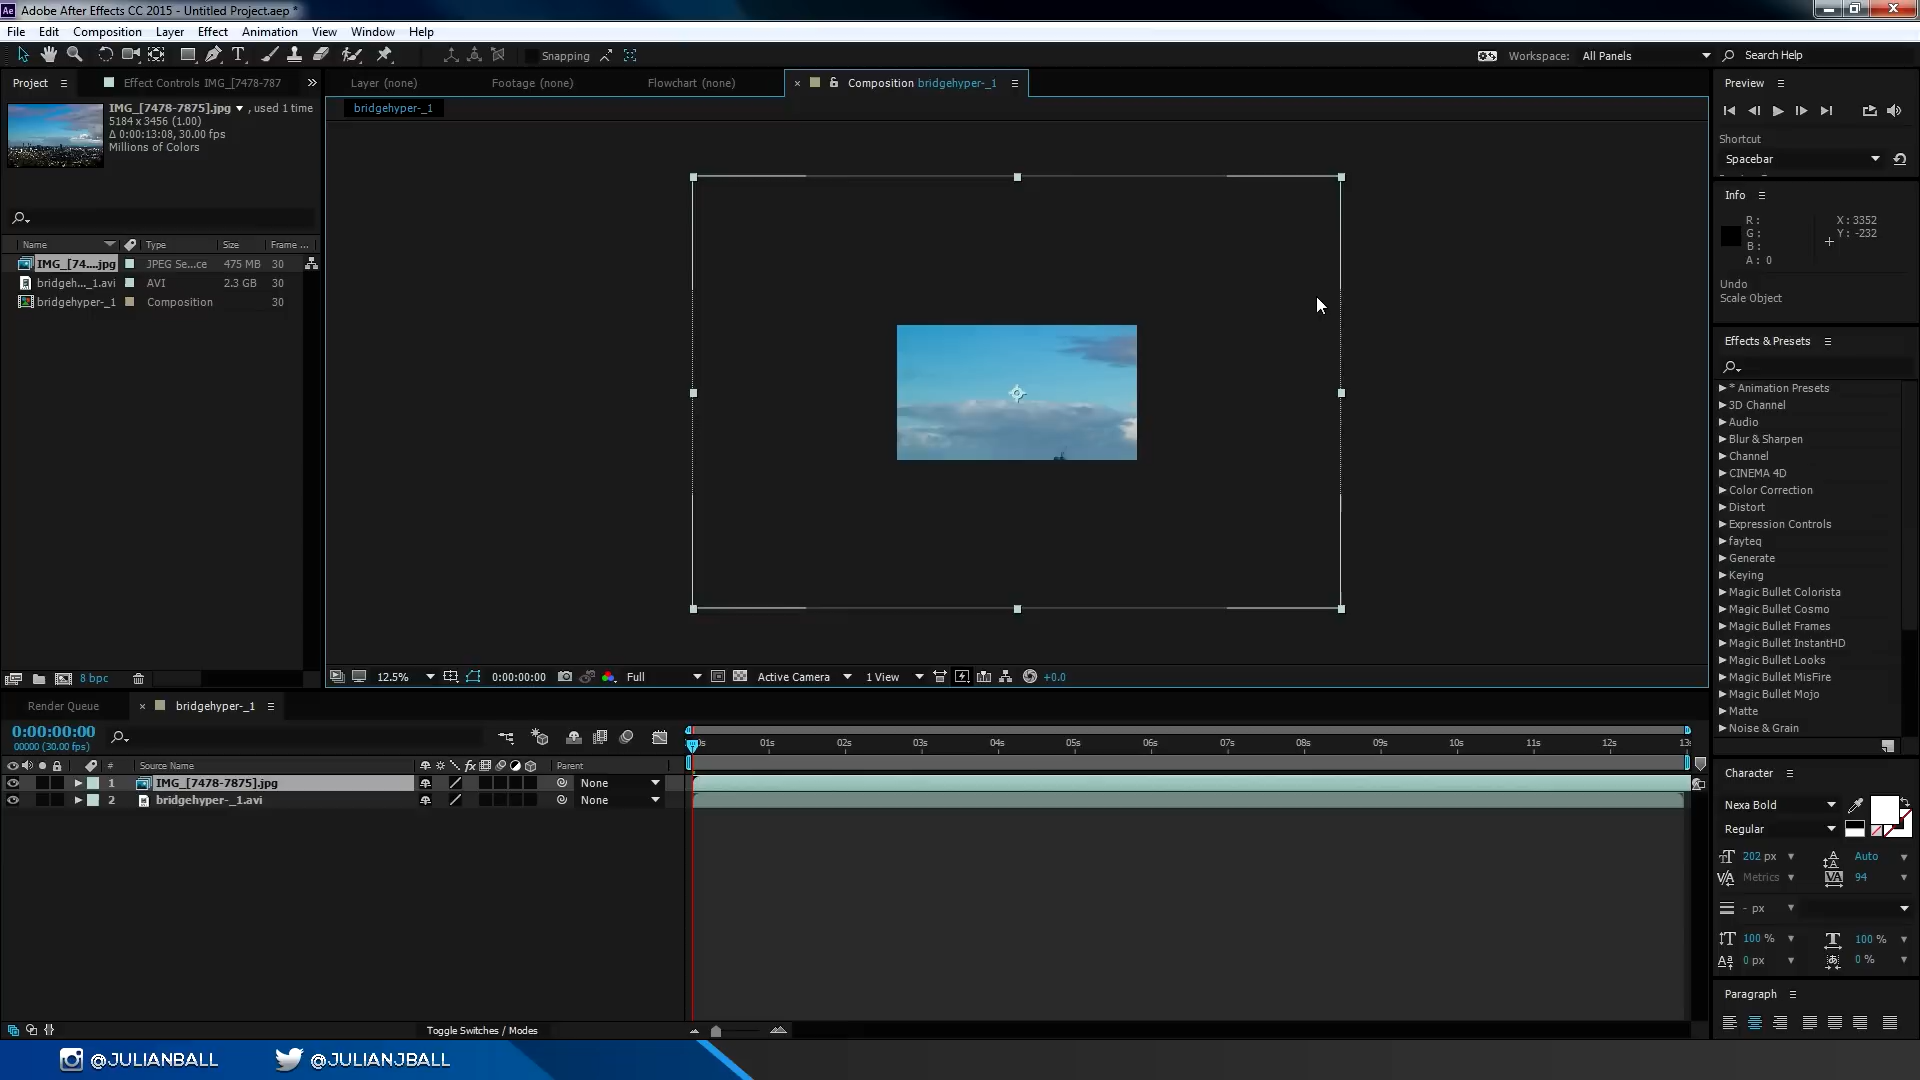 Ae Adobe After Effects CC 2015 - Untitled Project.aep *
File Edit Composition Layer Effect Animation View Window Help
Snapping
Workspace: All Panels
Search Help
Project
Effect Controls IMG_[7478-787
IMG_[7478-7875].jpg , used 1 time
5184 x 3456 (1.00)
Δ 0:00:13:08, 30.00 fps
Millions of Colors
Name Type Size Frame ...
IMG_[74....jpg JPEG Se...ce 475 MB 30
bridgeh..._1.avi AVI 2.3 GB 30
bridgehyper-_1 Composition 30
8 bpc
Layer (none) Footage (none) Flowchart (none) Composition bridgehyper-_1
bridgehyper-_1
12.5% 0:00:00:00 Full Active Camera 1 View +0.0
Preview
Shortcut
Spacebar
Info
R :
G :
B :
A : 0
X : 3352
Y : -232
Undo
Scale Object
Effects & Presets
* Animation Presets
3D Channel
Audio
Blur & Sharpen
Channel
CINEMA 4D
Color Correction
Distort
Expression Controls
fayteq
Generate
Keying
Magic Bullet Colorista
Magic Bullet Cosmo
Magic Bullet Frames
Magic Bullet InstantHD
Magic Bullet Looks
Magic Bullet MisFire
Magic Bullet Mojo
Matte
Noise & Grain
Character
Nexa Bold
Regular
202 px Auto
Metrics 94
- px
100 % 100 %
0 px 0 %
Paragraph
Render Queue bridgehyper-_1
0:00:00:00
00000 (30.00 fps)
# Source Name Parent
1 IMG_[7478-7875].jpg None
2 bridgehyper-_1.avi None
01s 02s 03s 04s 05s 06s 07s 08s 09s 10s 11s 12s
Toggle Switches / Modes
@JULIANBALL
@JULIANJBALL